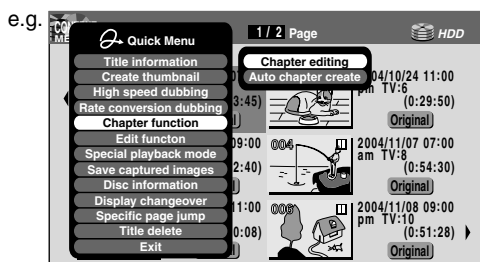 e.g.
Quick Menu
1 / 2 Page
HDD
Title information
Create thumbnail
High speed dubbing
Rate conversion dubbing
Chapter function
Edit functon
Special playback mode
Save captured images
Disc information
Display changeover
Specific page jump
Title delete
Exit
Chapter editing
Auto chapter create
04/10/24 11:00
pm TV:6
3:45)
(0:29:50)
Original
09:00
004
2004/11/07 07:00
am TV:8
2:40)
(0:54:30)
Original
11:00
006
2004/11/08 09:00
pm TV:10
0:08)
(0:51:28)
Original